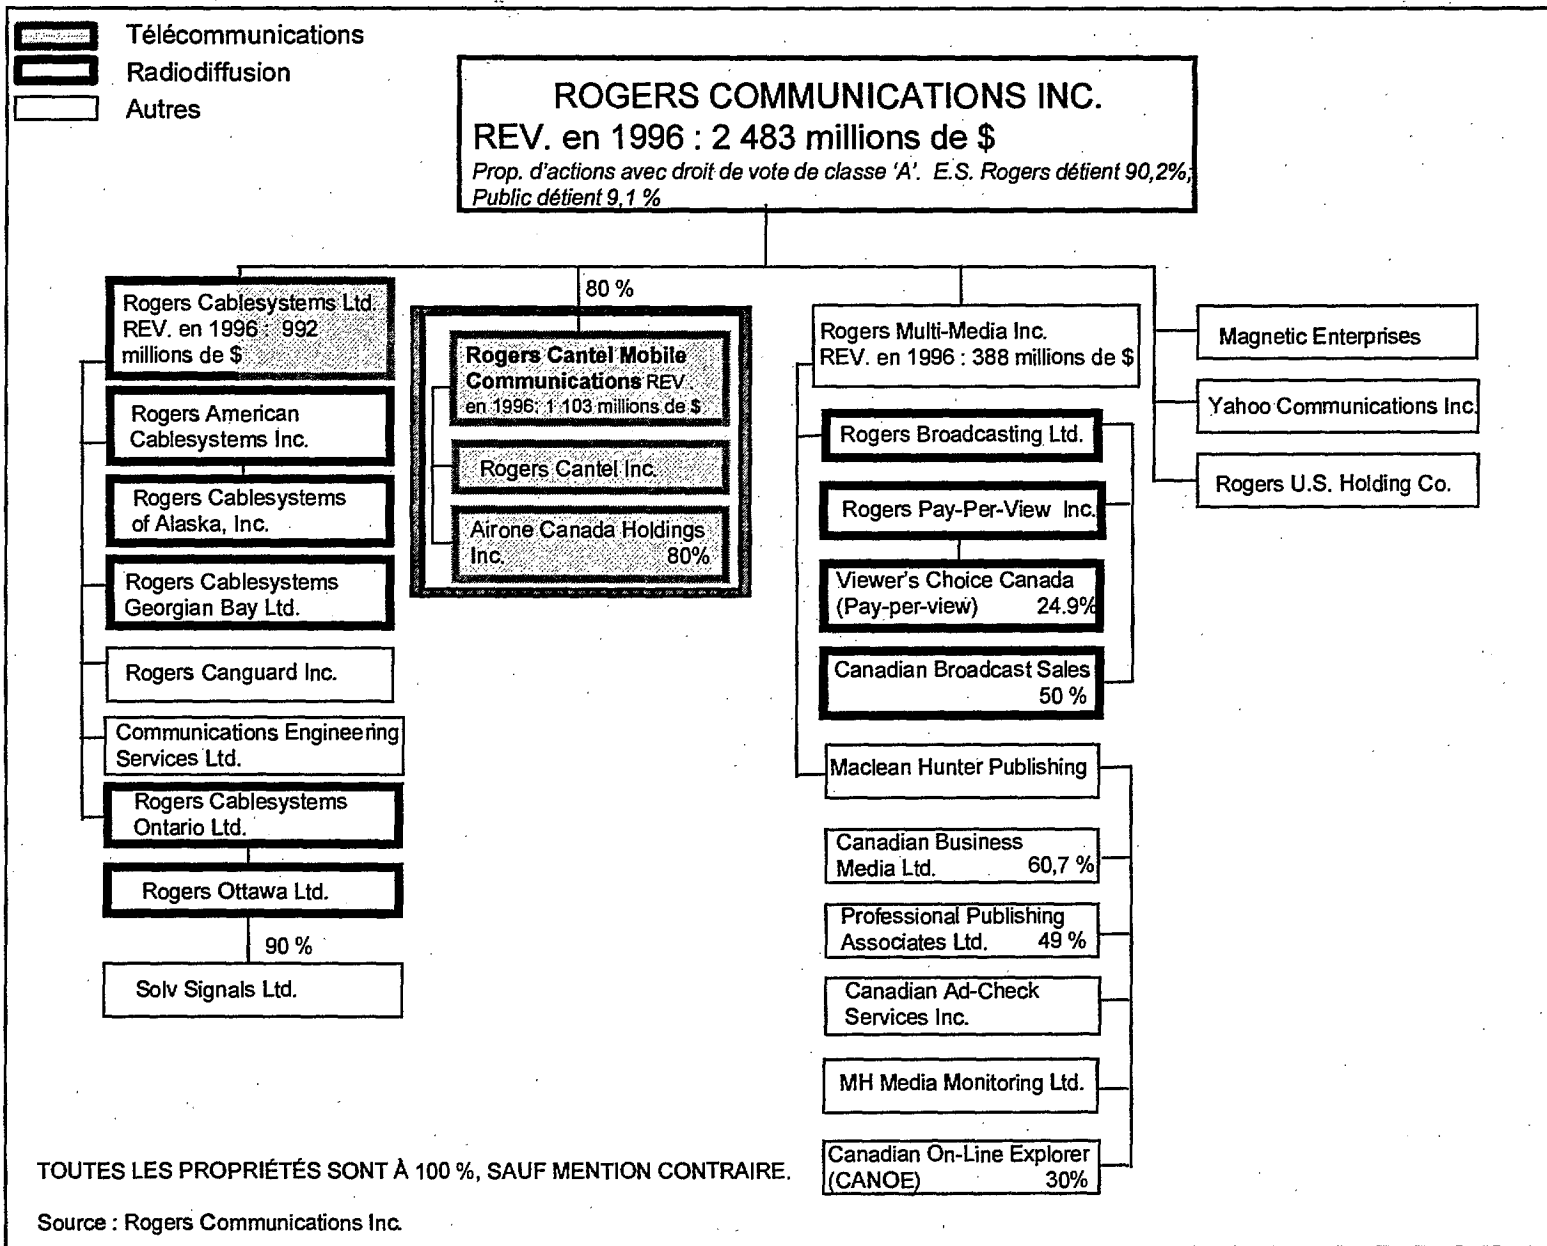 Télécommunications
Radiodiffusion
Autres
ROGERS COMMUNICATIONS INC.
REV. en 1996 : 2 483 millions de $
Prop. d'actions avec droit de vote de classe 'A'. E.S. Rogers détient 90,2%;
Public détient 9,1 %
Rogers Cablesystems Ltd.
REV. en 1996 : 992
millions de $
Rogers American
Cablesystems Inc.
Rogers Cablesystems
of Alaska, Inc.
Rogers Cablesystems
Georgian Bay Ltd.
Rogers Canguard Inc.
Communications Engineering
Services Ltd.
Rogers Cablesystems
Ontario Ltd.
Rogers Ottawa Ltd.
90 %
Solv Signals Ltd.
80 %
Rogers Cantel Mobile
Communications REV.
en 1996: 1 103 millions de $
Rogers Cantel Inc.
Airone Canada Holdings
Inc. 80%
Rogers Multi-Media Inc.
REV. en 1996 : 388 millions de $
Rogers Broadcasting Ltd.
Rogers Pay-Per-View Inc.
Viewer's Choice Canada
(Pay-per-view) 24.9%
Canadian Broadcast Sales
50 %
Maclean Hunter Publishing
Canadian Business
Media Ltd. 60,7 %
Professional Publishing
Associates Ltd. 49 %
Canadian Ad-Check
Services Inc.
MH Media Monitoring Ltd.
Canadian On-Line Explorer
(CANOE) 30%
Magnetic Enterprises
Yahoo Communications Inc.
Rogers U.S. Holding Co.
TOUTES LES PROPRIÉTÉS SONT À 100 %, SAUF MENTION CONTRAIRE.
Source : Rogers Communications Inc.